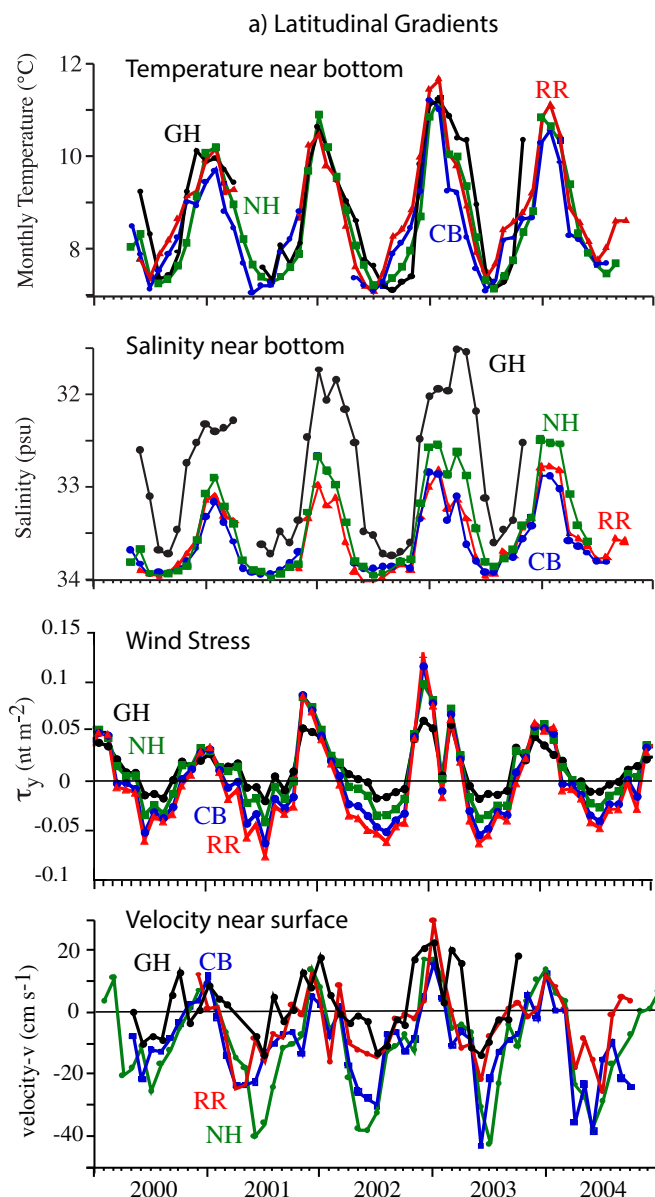 a) Latitudinal Gradients
Temperature near bottom
Monthly Temperature (°C)
12
10
8
GH
NH
CB
RR
Salinity near bottom
Salinity (psu)
32
33
34
GH
NH
RR
CB
Wind Stress
τy (nt m-2)
0.15
0.1
0.05
0
-0.05
-0.1
GH
NH
CB
RR
Velocity near surface
velocity-v (cm s-1)
20
0
-20
-40
GH
CB
RR
NH
2000 2001 2002 2003 2004